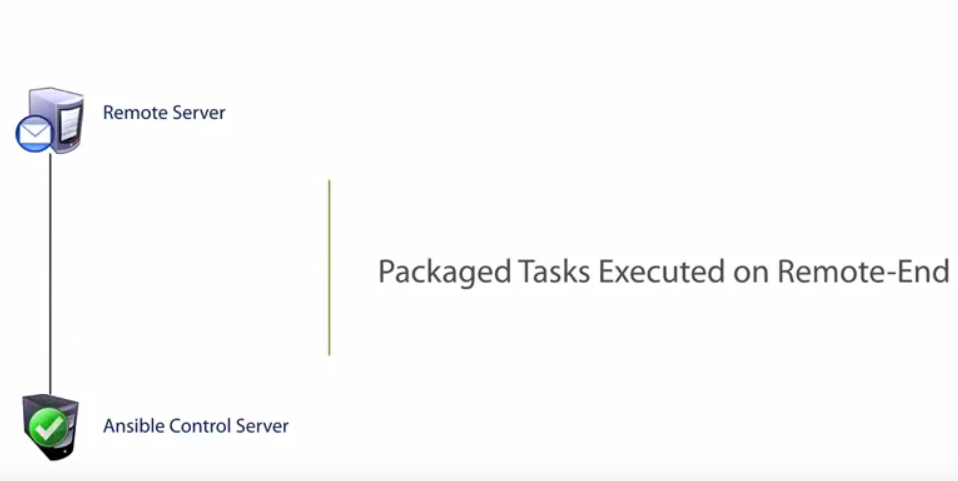 Remote Server
Packaged Tasks Executed on Remote-End
Ansible Control Server